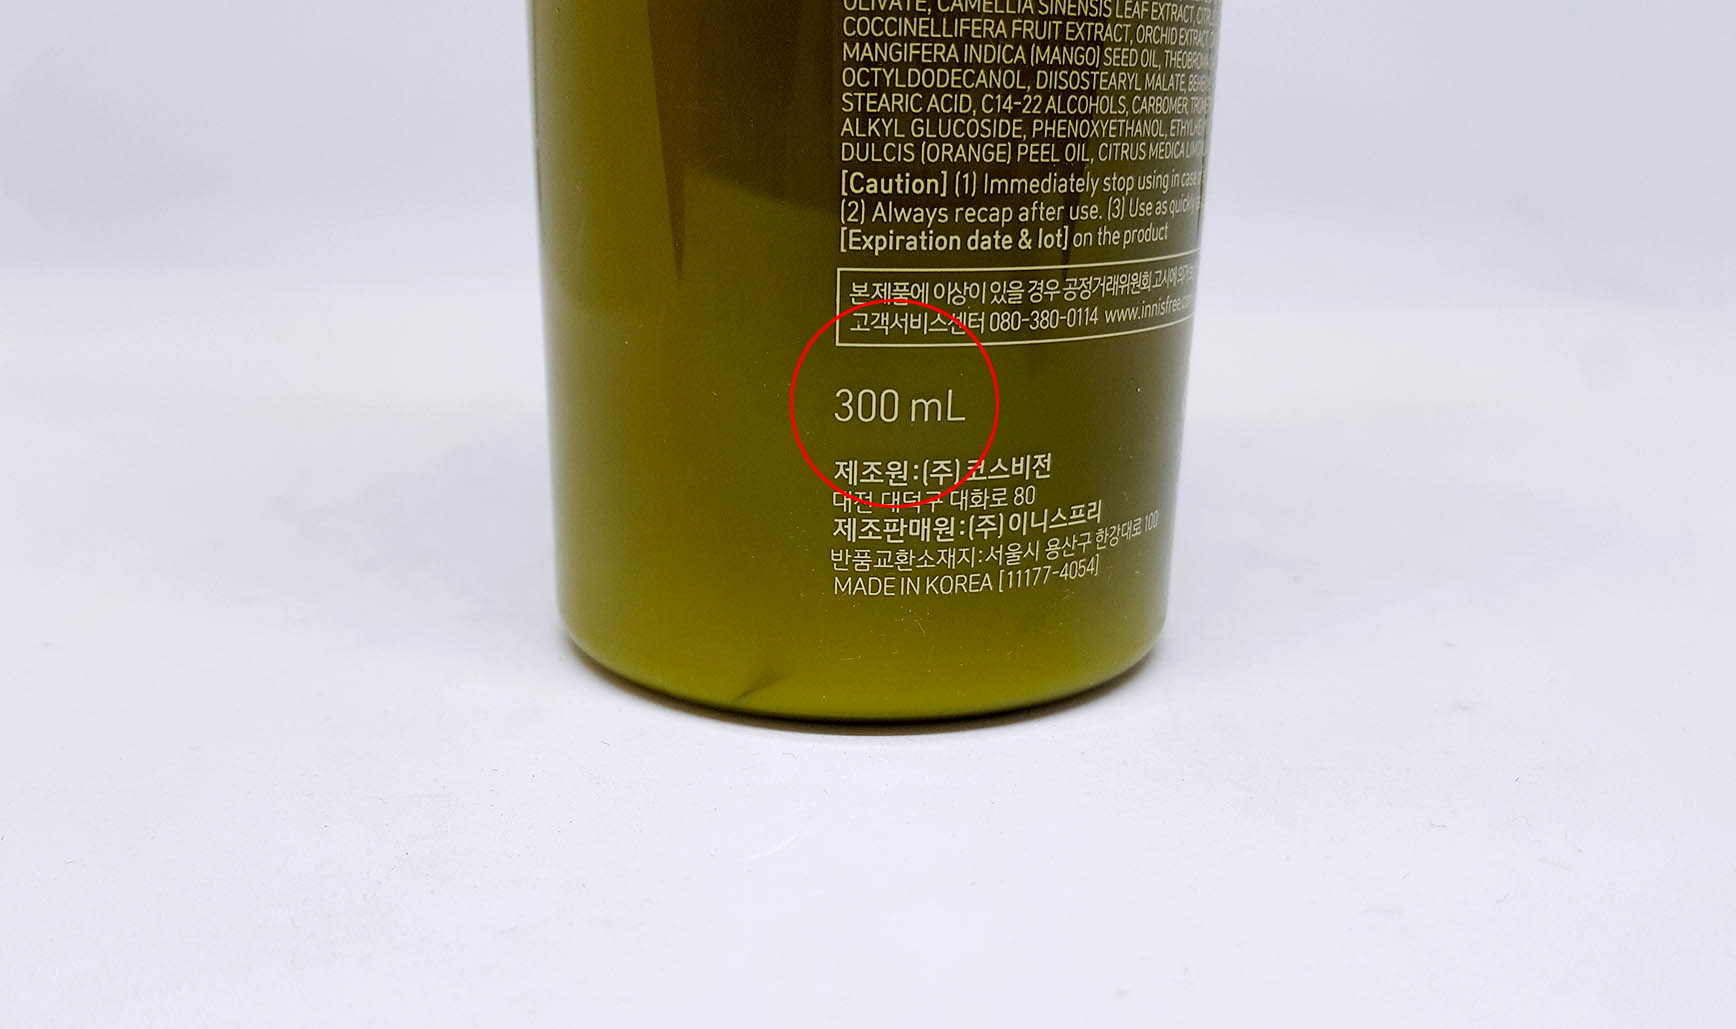 OLIVATE, CAMELLIA SINENSIS LEAF EXTRACT,
COCCINELLIFERA FRUIT EXTRACT, ORCHID EXTRACT,
MANGIFERA INDICA (MANGO) SEED OIL,
OCTYLDODECANOL, DIISOSTEARYL MALATE,
STEARIC ACID, C14-22 ALCOHOLS, CARBOMER,
ALKYL GLUCOSIDE, PHENOXYETHANOL,
DULCIS (ORANGE) PEEL OIL, CITRUS MEDICA
[Caution] (1) Immediately stop using in case of
(2) Always recap after use. (3) Use as quickly
[Expiration date & lot] on the product
본 제품에 이상이 있을 경우 공정거래위원회 고시에
고객서비스센터 080-380-0114 www.innisfree.
300 mL
제조원:(주)코스비전
대전 대덕구 대화로 80
제조판매원:(주)이니스프리
반품교환소재지:서울시 용산구 한강대로 100
MADE IN KOREA [11177-4054]